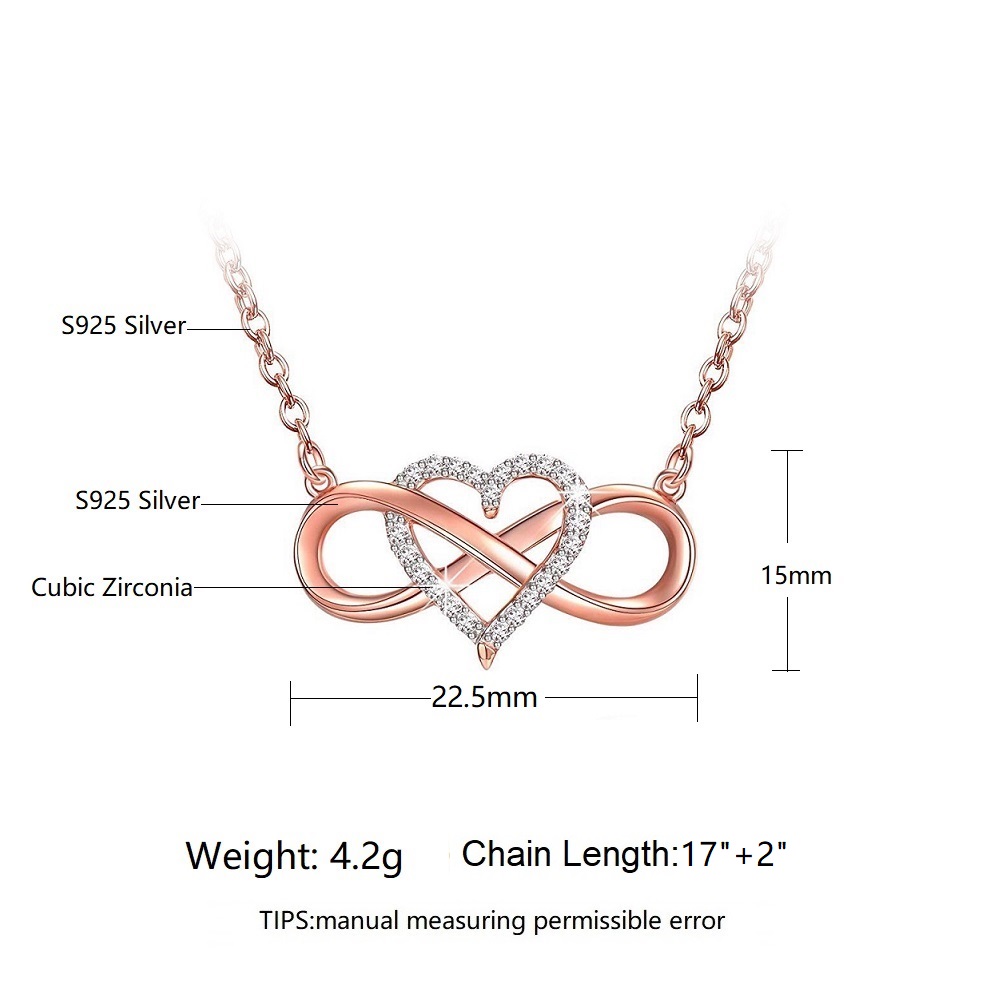 S925 Silver
S925 Silver
Cubic Zirconia
15mm
22.5mm
Weight: 4.2g
Chain Length:17"+2"
TIPS:manual measuring permissible error